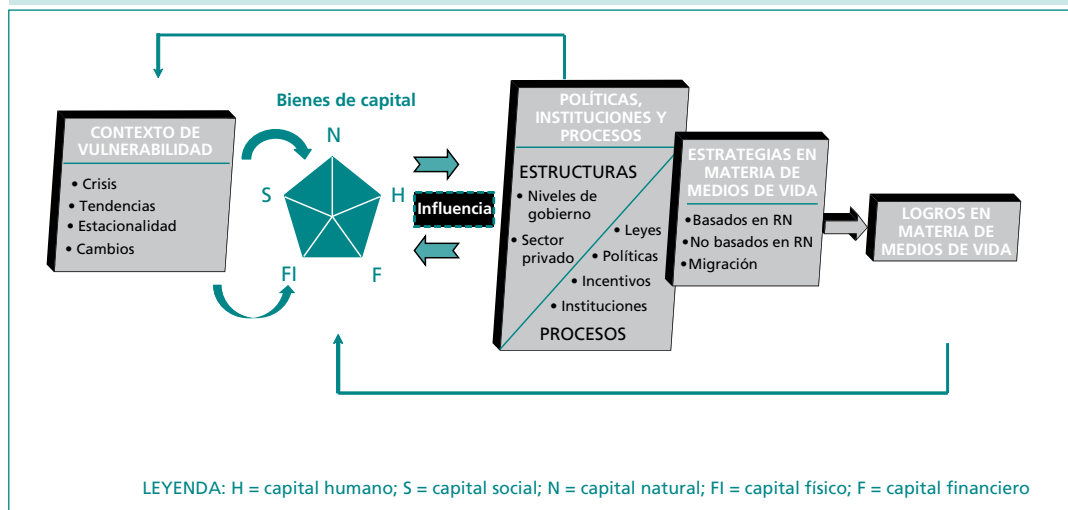 CONTEXTO DE
VULNERABILIDAD
• Crisis
• Tendencias
• Estacionalidad
• Cambios
Bienes de capital
N
S
H
FI
F
Influencia
POLÍTICAS,
INSTITUCIONES Y
PROCESOS
ESTRUCTURAS
• Niveles de
gobierno
• Sector
privado
• Leyes
• Políticas
• Incentivos
• Instituciones
PROCESOS
ESTRATEGIAS EN
MATERIA DE
MEDIOS DE VIDA
• Basados en RN
• No basados en RN
• Migración
LOGROS EN
MATERIA DE
MEDIOS DE VIDA
LEYENDA: H = capital humano; S = capital social; N = capital natural; FI = capital físico; F = capital financiero